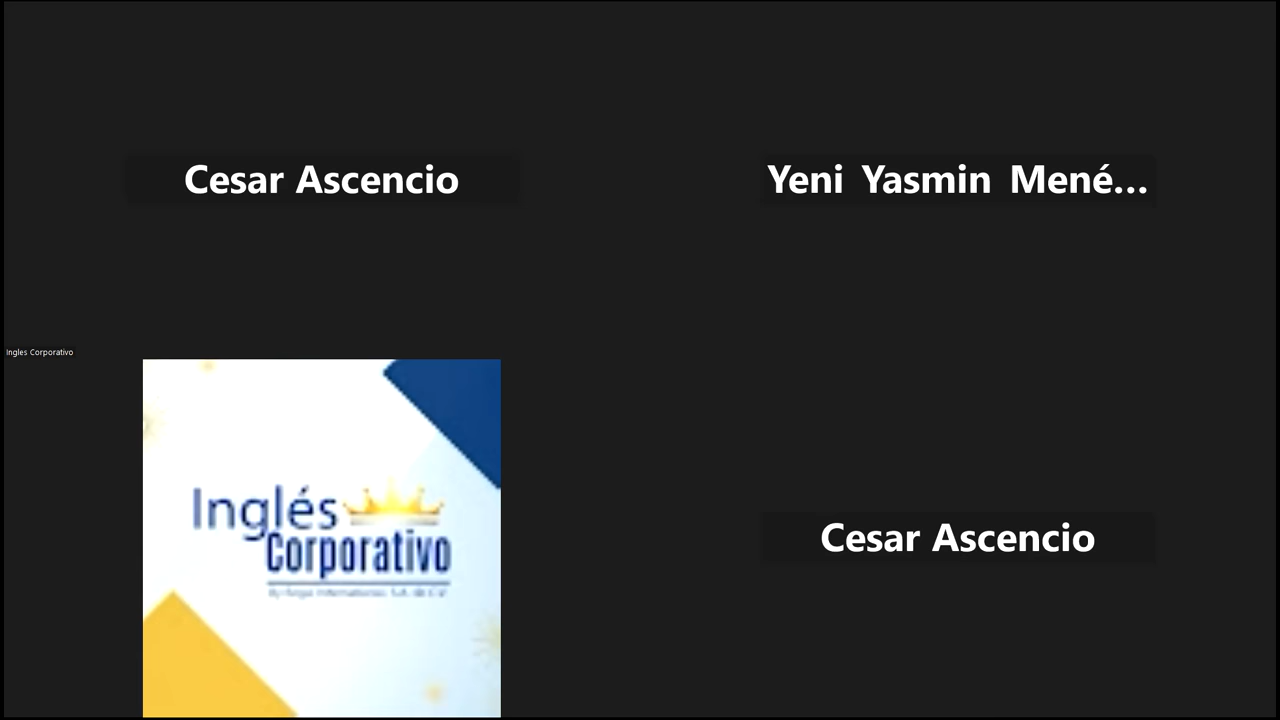 Cesar Ascencio
Yeni Yasmin Mené...
Ingles Corporativo
Inglés
Corporativo
Cesar Ascencio